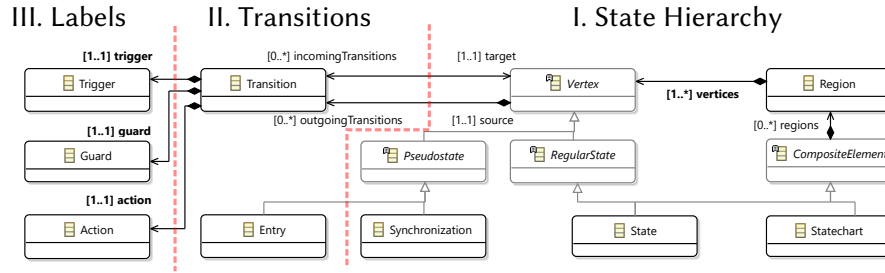 III. Labels
II. Transitions
I. State Hierarchy
[1..1] trigger
[0..*] incomingTransitions
[1..1] target
Trigger
Transition
Vertex
Region
[1..*] vertices
[1..1] guard
[0..*] outgoingTransitions
[1..1] source
[0..*] regions
Guard
Pseudostate
RegularState
CompositeElement
[1..1] action
Action
Entry
Synchronization
State
Statechart